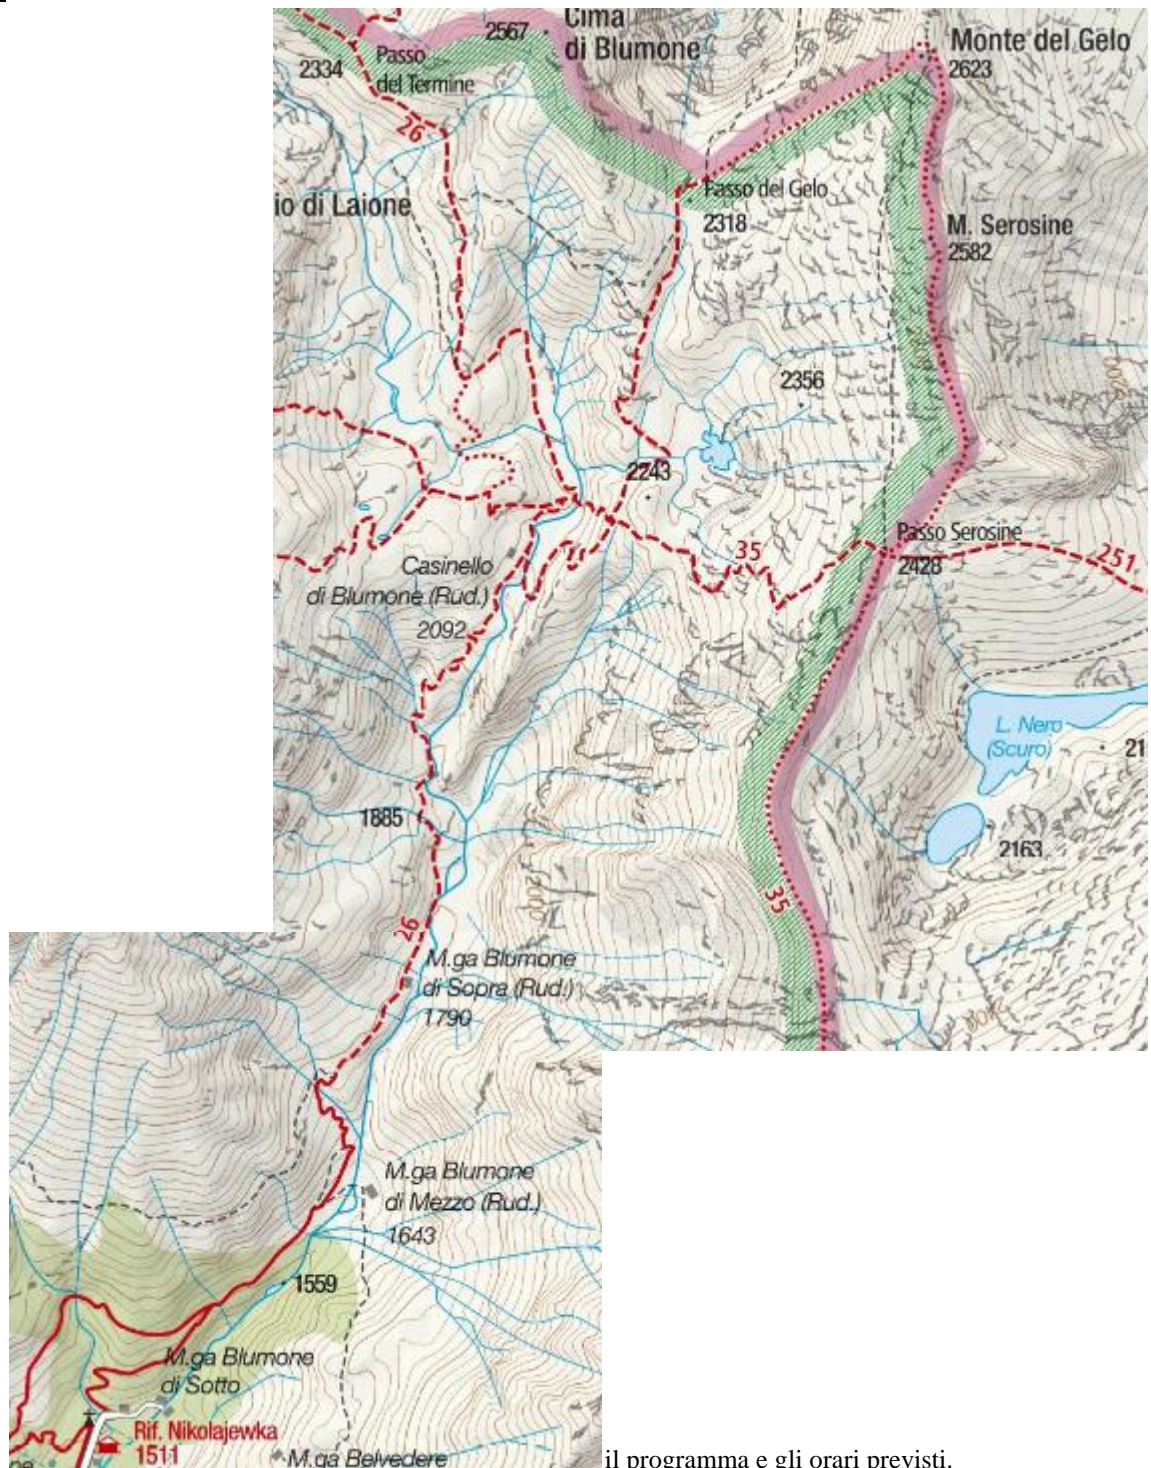 Cima
di Blumone
2567
Monte del Gelo
2623
Passo
del Termine
2334
26
io di Laione
Passo del Gelo
2318
M. Serosine
2582
2356
2243
2000
Passo Serosine
2428
35
251
Casinello
di Blumone (Rud.)
2092
L. Nero
(Scuro)
21
1885
2163
35
2000
26
M.ga Blumone
di Sopra (Rud.)
1790
M.ga Blumone
di Mezzo (Rud.)
1643
1559
M.ga Blumone
di Sotto
Rif. Nikolajewka
1511
M.ga Belvedere
il programma e gli orari previsti.